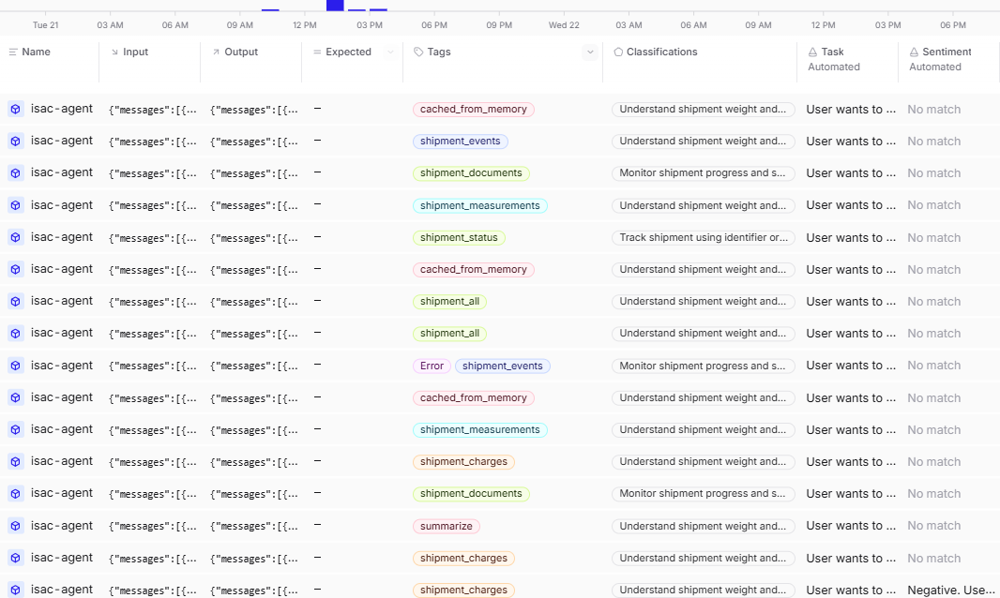 Tue 21 03 AM 06 AM 09 AM 12 PM 03 PM 06 PM 09 PM Wed 22 03 AM 06 AM 09 AM 12 PM 03 PM 06 PM
Name Input Output Expected Tags Classifications Task Sentiment
Automated Automated
isac-agent {"messages":[{... {"messages":[{... – cached_from_memory Understand shipment weight and... User wants to ... No match
isac-agent {"messages":[{... {"messages":[{... – shipment_events Understand shipment weight and... User wants to ... No match
isac-agent {"messages":[{... {"messages":[{... – shipment_documents Monitor shipment progress and s... User wants to ... No match
isac-agent {"messages":[{... {"messages":[{... – shipment_measurements Understand shipment weight and... User wants to ... No match
isac-agent {"messages":[{... {"messages":[{... – shipment_status Track shipment using identifier or... User wants to ... No match
isac-agent {"messages":[{... {"messages":[{... – cached_from_memory Understand shipment weight and... User wants to ... No match
isac-agent {"messages":[{... {"messages":[{... – shipment_all Understand shipment weight and... User wants to ... No match
isac-agent {"messages":[{... {"messages":[{... – shipment_all Understand shipment weight and... User wants to ... No match
isac-agent {"messages":[{... {"messages":[{... – Error shipment_events Monitor shipment progress and s... User wants to ... No match
isac-agent {"messages":[{... {"messages":[{... – cached_from_memory Understand shipment weight and... User wants to ... No match
isac-agent {"messages":[{... {"messages":[{... – shipment_measurements Understand shipment weight and... User wants to ... No match
isac-agent {"messages":[{... {"messages":[{... – shipment_charges Understand shipment weight and... User wants to ... No match
isac-agent {"messages":[{... {"messages":[{... – shipment_documents Monitor shipment progress and s... User wants to ... No match
isac-agent {"messages":[{... {"messages":[{... – summarize Understand shipment weight and... User wants to ... No match
isac-agent {"messages":[{... {"messages":[{... – shipment_charges Understand shipment weight and... User wants to ... No match
isac-agent {"messages":[{... {"messages":[{... – shipment_charges Understand shipment weight and... User wants to ... Negative. Use...